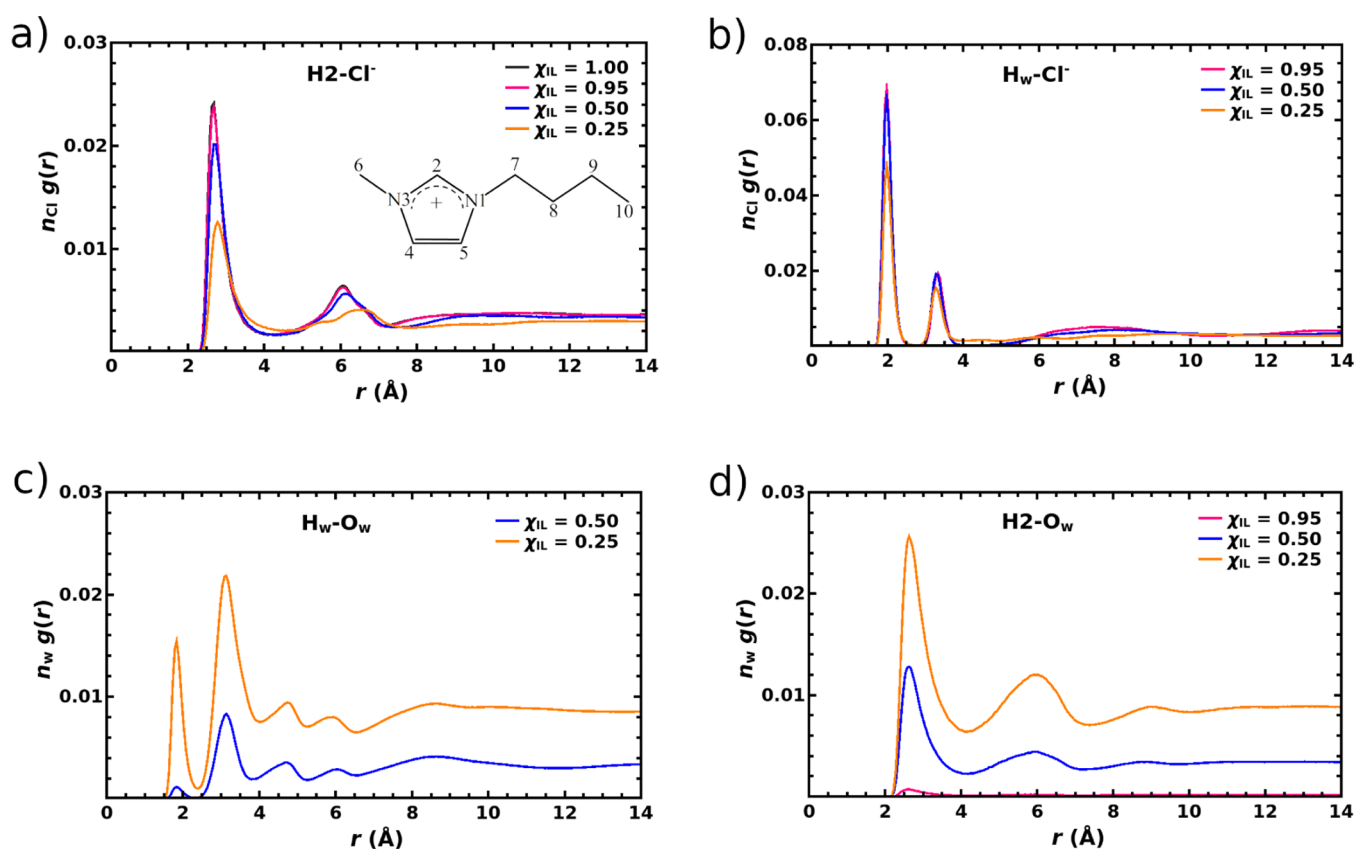 a)
H2-Cl⁻
χIL = 1.00
χIL = 0.95
χIL = 0.50
χIL = 0.25
nCl g(r)
0.03
0.02
0.01
6
2
7
9
N3
N1
+
8
10
4
5
0 2 4 6 8 10 12 14
r (Å)
b)
Hw-Cl⁻
χIL = 0.95
χIL = 0.50
χIL = 0.25
nCl g(r)
0.08
0.06
0.04
0.02
0 2 4 6 8 10 12 14
r (Å)
c)
Hw-Ow
χIL = 0.50
χIL = 0.25
nw g(r)
0.03
0.02
0.01
0 2 4 6 8 10 12 14
r (Å)
d)
H2-Ow
χIL = 0.95
χIL = 0.50
χIL = 0.25
nw g(r)
0.03
0.02
0.01
0 2 4 6 8 10 12 14
r (Å)